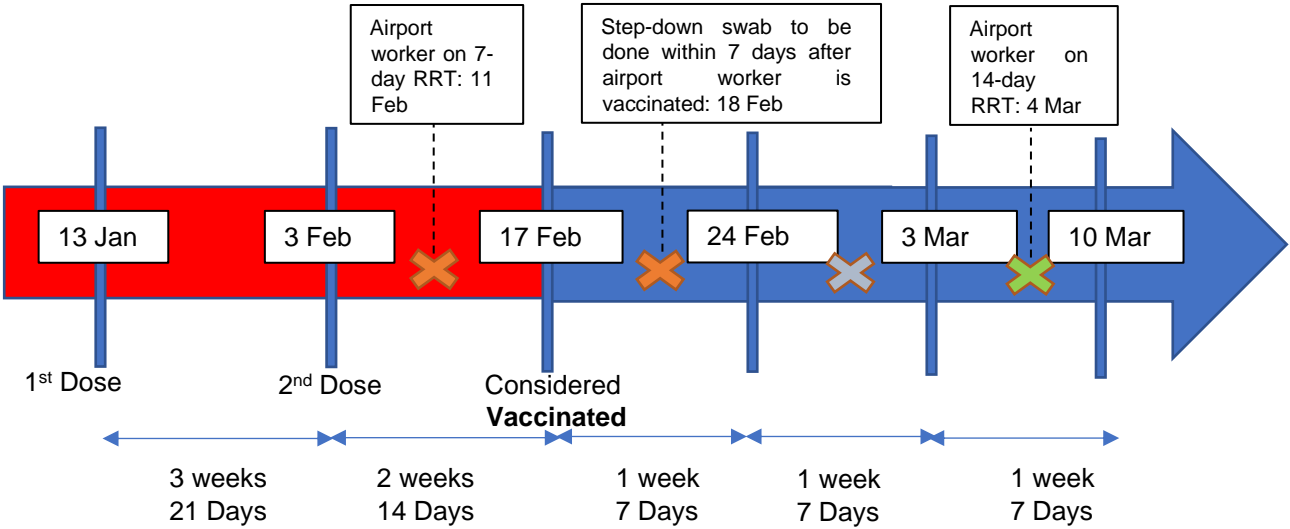 Airport
worker on 7-
day RRT: 11
Feb
Step-down swab to be
done within 7 days after
airport worker is
vaccinated: 18 Feb
Airport
worker on
14-day
RRT: 4 Mar
13 Jan
3 Feb
17 Feb
24 Feb
3 Mar
10 Mar
1st Dose
2nd Dose
Considered
Vaccinated
3 weeks
21 Days
2 weeks
14 Days
1 week
7 Days
1 week
7 Days
1 week
7 Days